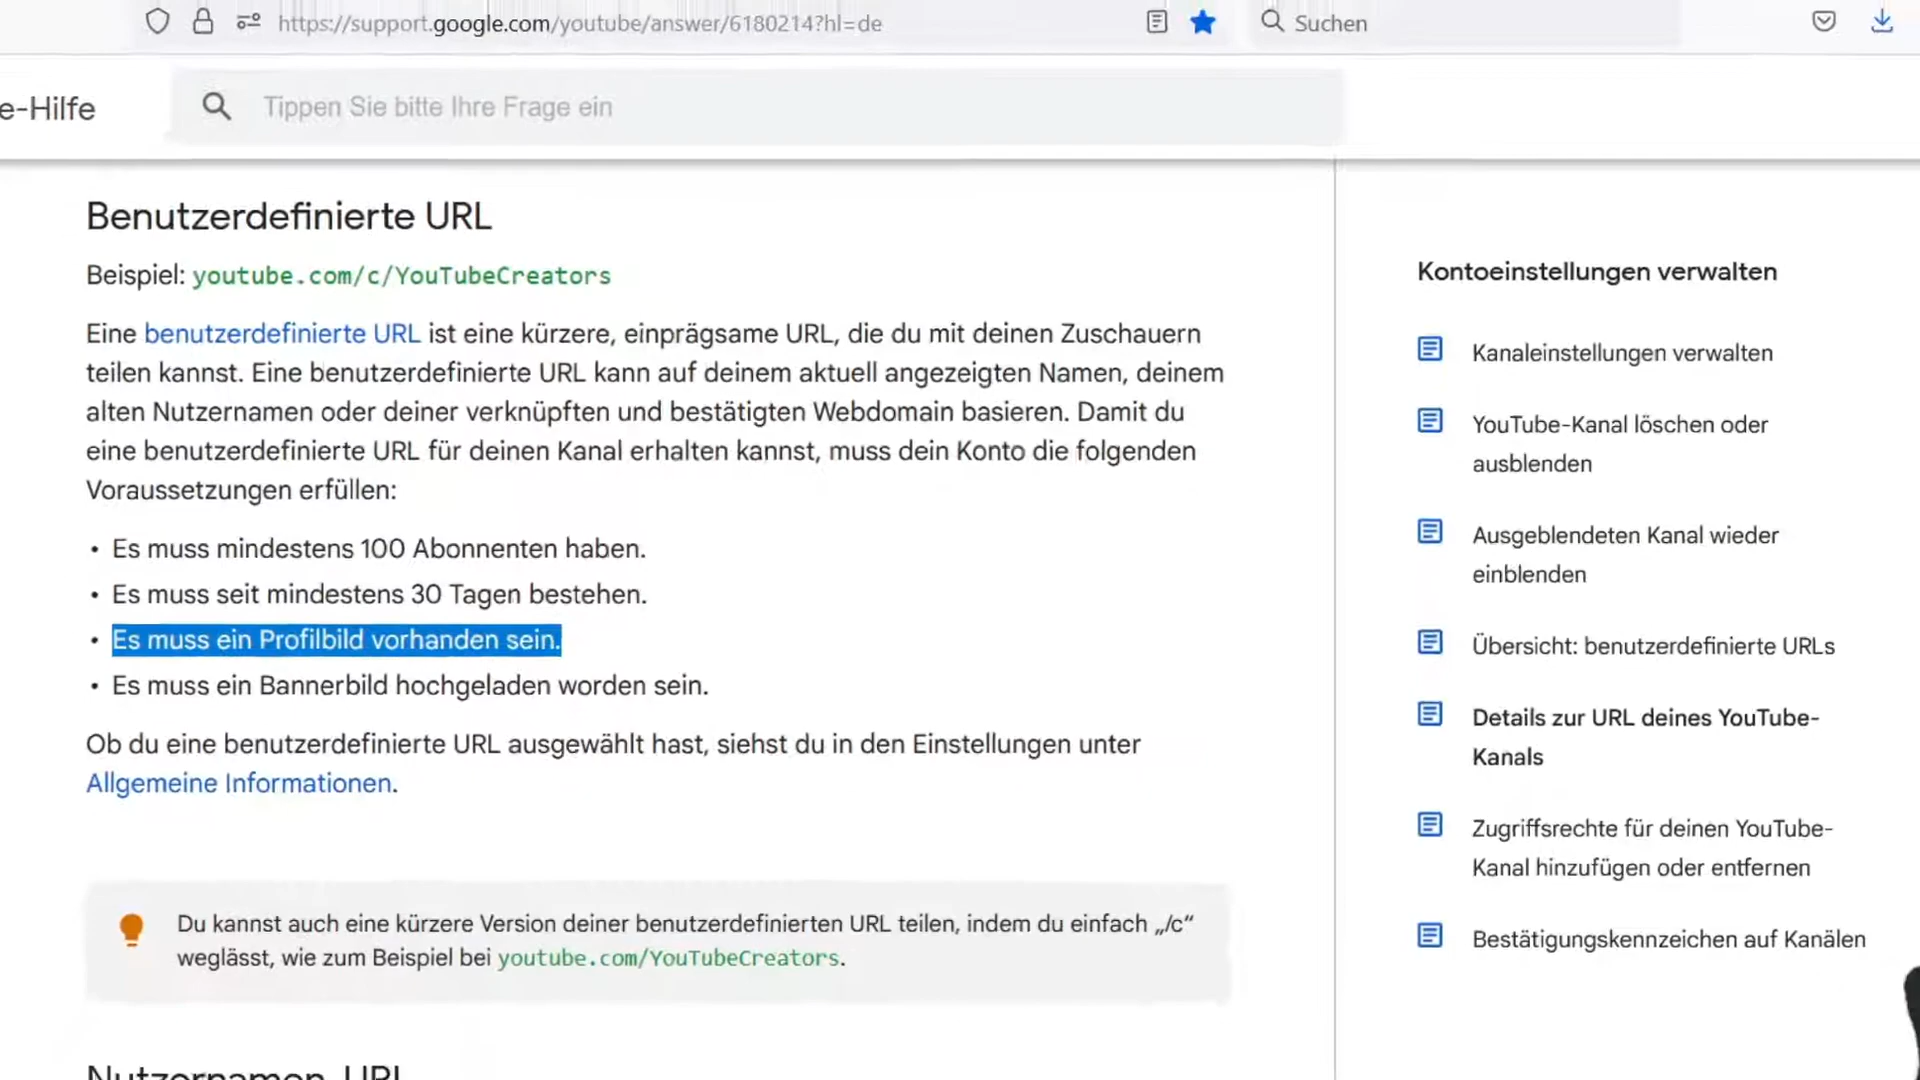 https://support.google.com/youtube/answer/6180214?hl=de
Suchen
e-Hilfe
Tippen Sie bitte Ihre Frage ein
Benutzerdefinierte URL
Beispiel: youtube.com/c/YouTubeCreators
Eine benutzerdefinierte URL ist eine kürzere, einprägsame URL, die du mit deinen Zuschauern
teilen kannst. Eine benutzerdefinierte URL kann auf deinem aktuell angezeigten Namen, deinem
alten Nutzernamen oder deiner verknüpften und bestätigten Webdomain basieren. Damit du
eine benutzerdefinierte URL für deinen Kanal erhalten kannst, muss dein Konto die folgenden
Voraussetzungen erfüllen:
• Es muss mindestens 100 Abonnenten haben.
• Es muss seit mindestens 30 Tagen bestehen.
• Es muss ein Profilbild vorhanden sein.
• Es muss ein Bannerbild hochgeladen worden sein.
Ob du eine benutzerdefinierte URL ausgewählt hast, siehst du in den Einstellungen unter
Allgemeine Informationen.
Du kannst auch eine kürzere Version deiner benutzerdefinierten URL teilen, indem du einfach „/c“
weglässt, wie zum Beispiel bei youtube.com/YouTubeCreators.
Nutzernamen-URL
Kontoeinstellungen verwalten
Kanaleinstellungen verwalten
YouTube-Kanal löschen oder
ausblenden
Ausgeblendeten Kanal wieder
einblenden
Übersicht: benutzerdefinierte URLs
Details zur URL deines YouTube-
Kanals
Zugriffsrechte für deinen YouTube-
Kanal hinzufügen oder entfernen
Bestätigungskennzeichen auf Kanälen